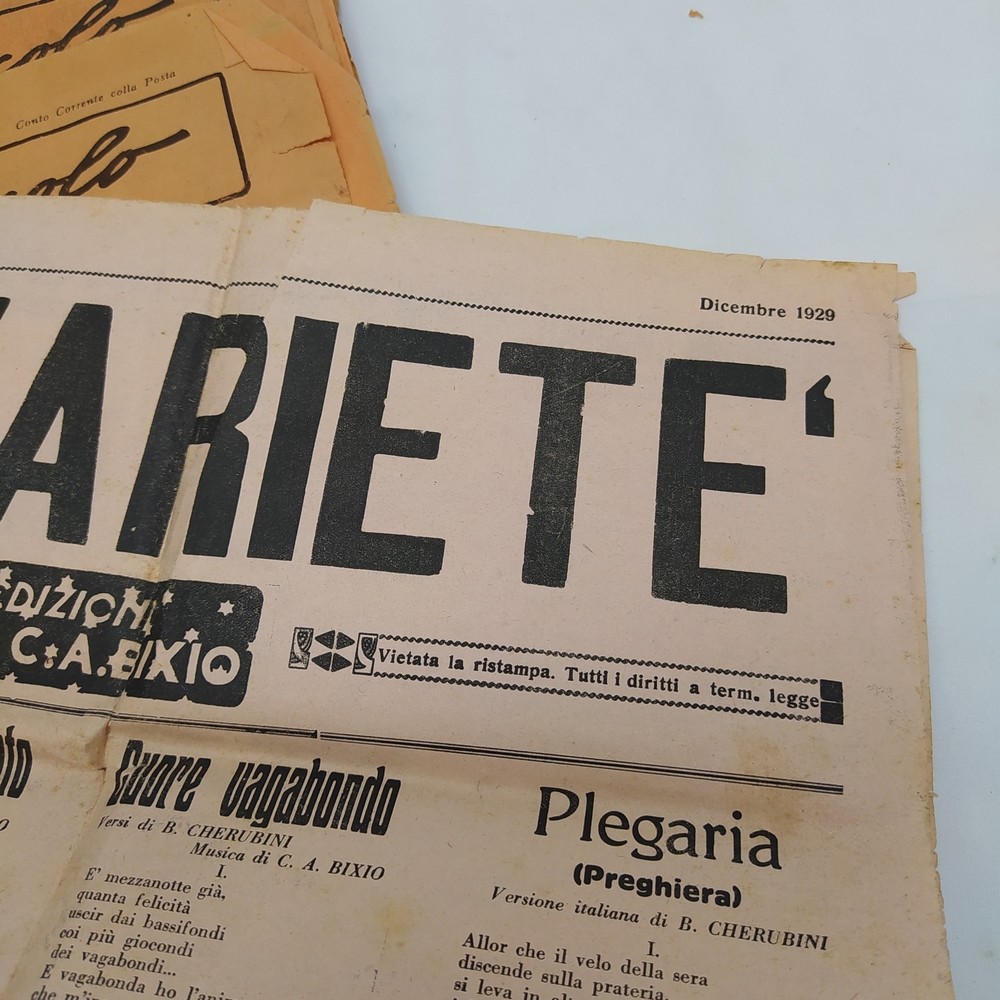 Conto Corrente colla Posta
Dicembre 1929
ARIETE'
EDIZIONI
C.A.BIXIO
Vietata la ristampa. Tutti i diritti a term. legge
Cuore vagabondo
Versi di B. CHERUBINI
Musica di C. A. BIXIO
I.
E' mezzanotte già,
quanta felicità
uscir dai bassifondi
coi più giocondi
dei vagabondi...
E vagabonda ho
Plegaria
(Preghiera)
Versione italiana di B. CHERUBINI
I.
Allor che il velo della sera
discende sulla prateria,
si leva in